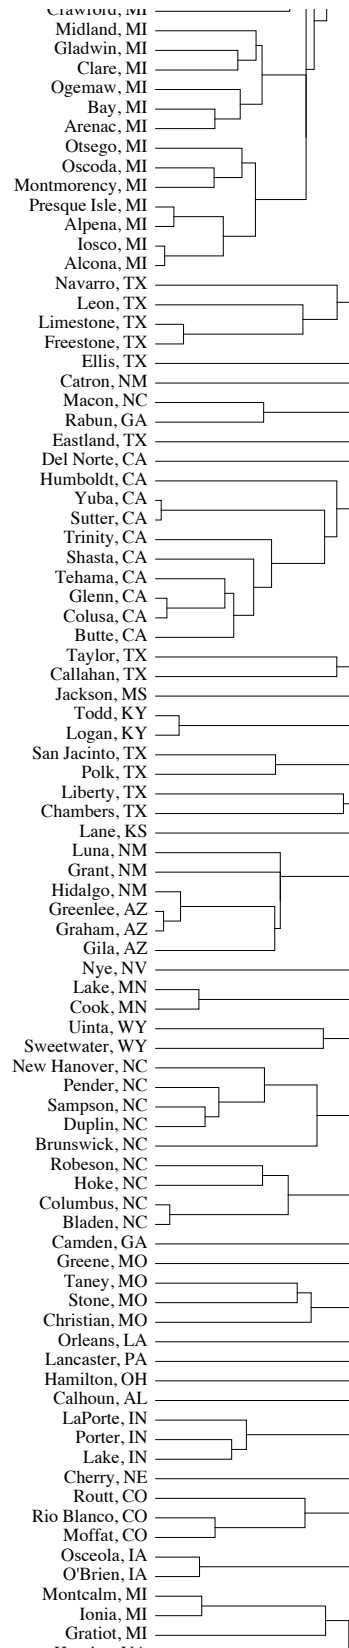 Crawford, MI
Midland, MI
Gladwin, MI
Clare, MI
Ogemaw, MI
Bay, MI
Arenac, MI
Otsego, MI
Oscoda, MI
Montmorency, MI
Presque Isle, MI
Alpena, MI
Iosco, MI
Alcona, MI
Navarro, TX
Leon, TX
Limestone, TX
Freestone, TX
Ellis, TX
Catron, NM
Macon, NC
Rabun, GA
Eastland, TX
Del Norte, CA
Humboldt, CA
Yuba, CA
Sutter, CA
Trinity, CA
Shasta, CA
Tehama, CA
Glenn, CA
Colusa, CA
Butte, CA
Taylor, TX
Callahan, TX
Jackson, MS
Todd, KY
Logan, KY
San Jacinto, TX
Polk, TX
Liberty, TX
Chambers, TX
Lane, KS
Luna, NM
Grant, NM
Hidalgo, NM
Greenlee, AZ
Graham, AZ
Gila, AZ
Nye, NV
Lake, MN
Cook, MN
Uinta, WY
Sweetwater, WY
New Hanover, NC
Pender, NC
Sampson, NC
Duplin, NC
Brunswick, NC
Robeson, NC
Hoke, NC
Columbus, NC
Bladen, NC
Camden, GA
Greene, MO
Taney, MO
Stone, MO
Christian, MO
Orleans, LA
Lancaster, PA
Hamilton, OH
Calhoun, AL
LaPorte, IN
Porter, IN
Lake, IN
Cherry, NE
Routt, CO
Rio Blanco, CO
Moffat, CO
Osceola, IA
O'Brien, IA
Montcalm, MI
Ionia, MI
Gratiot, MI